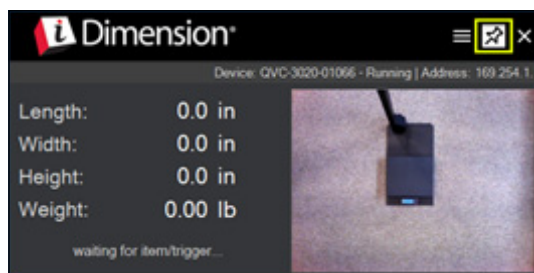 iDimension®
Device: QVC-3020-01066 - Running | Address: 169.254.1.
Length: 0.0 in
Width: 0.0 in
Height: 0.0 in
Weight: 0.00 lb
waiting for item/trigger...